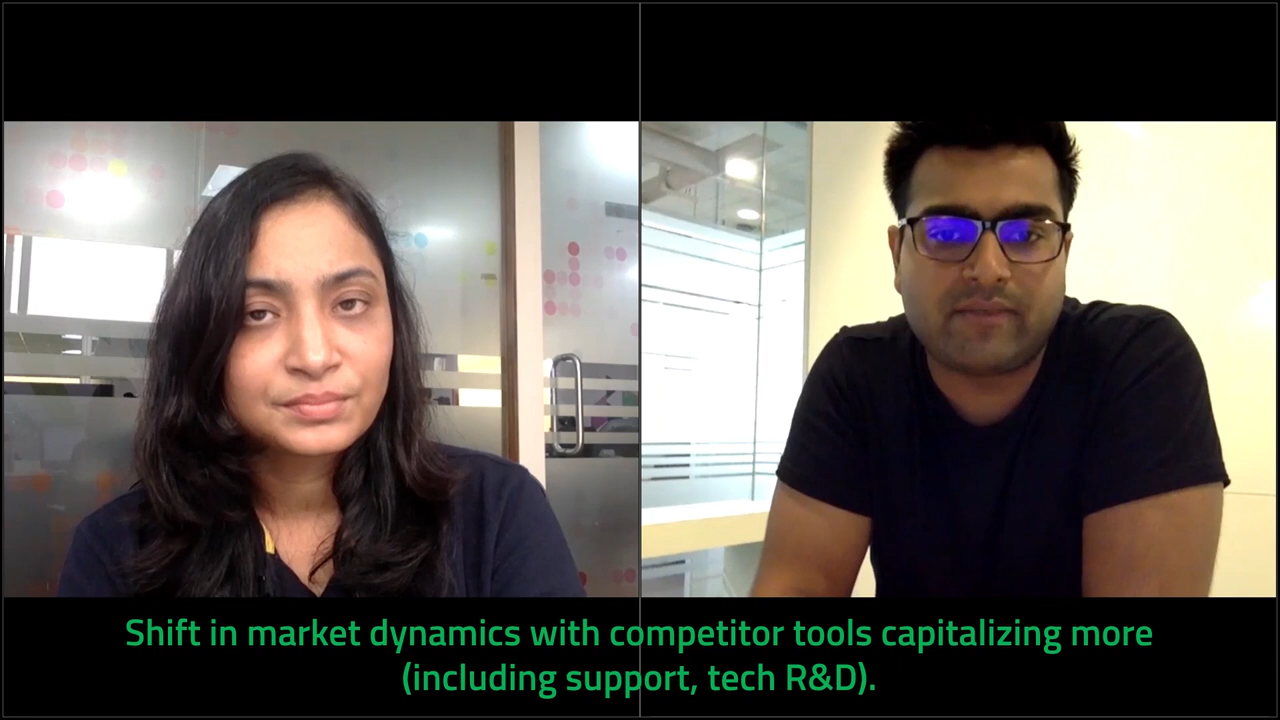 Shift in market dynamics with competitor tools capitalizing more
(including support, tech R&D).